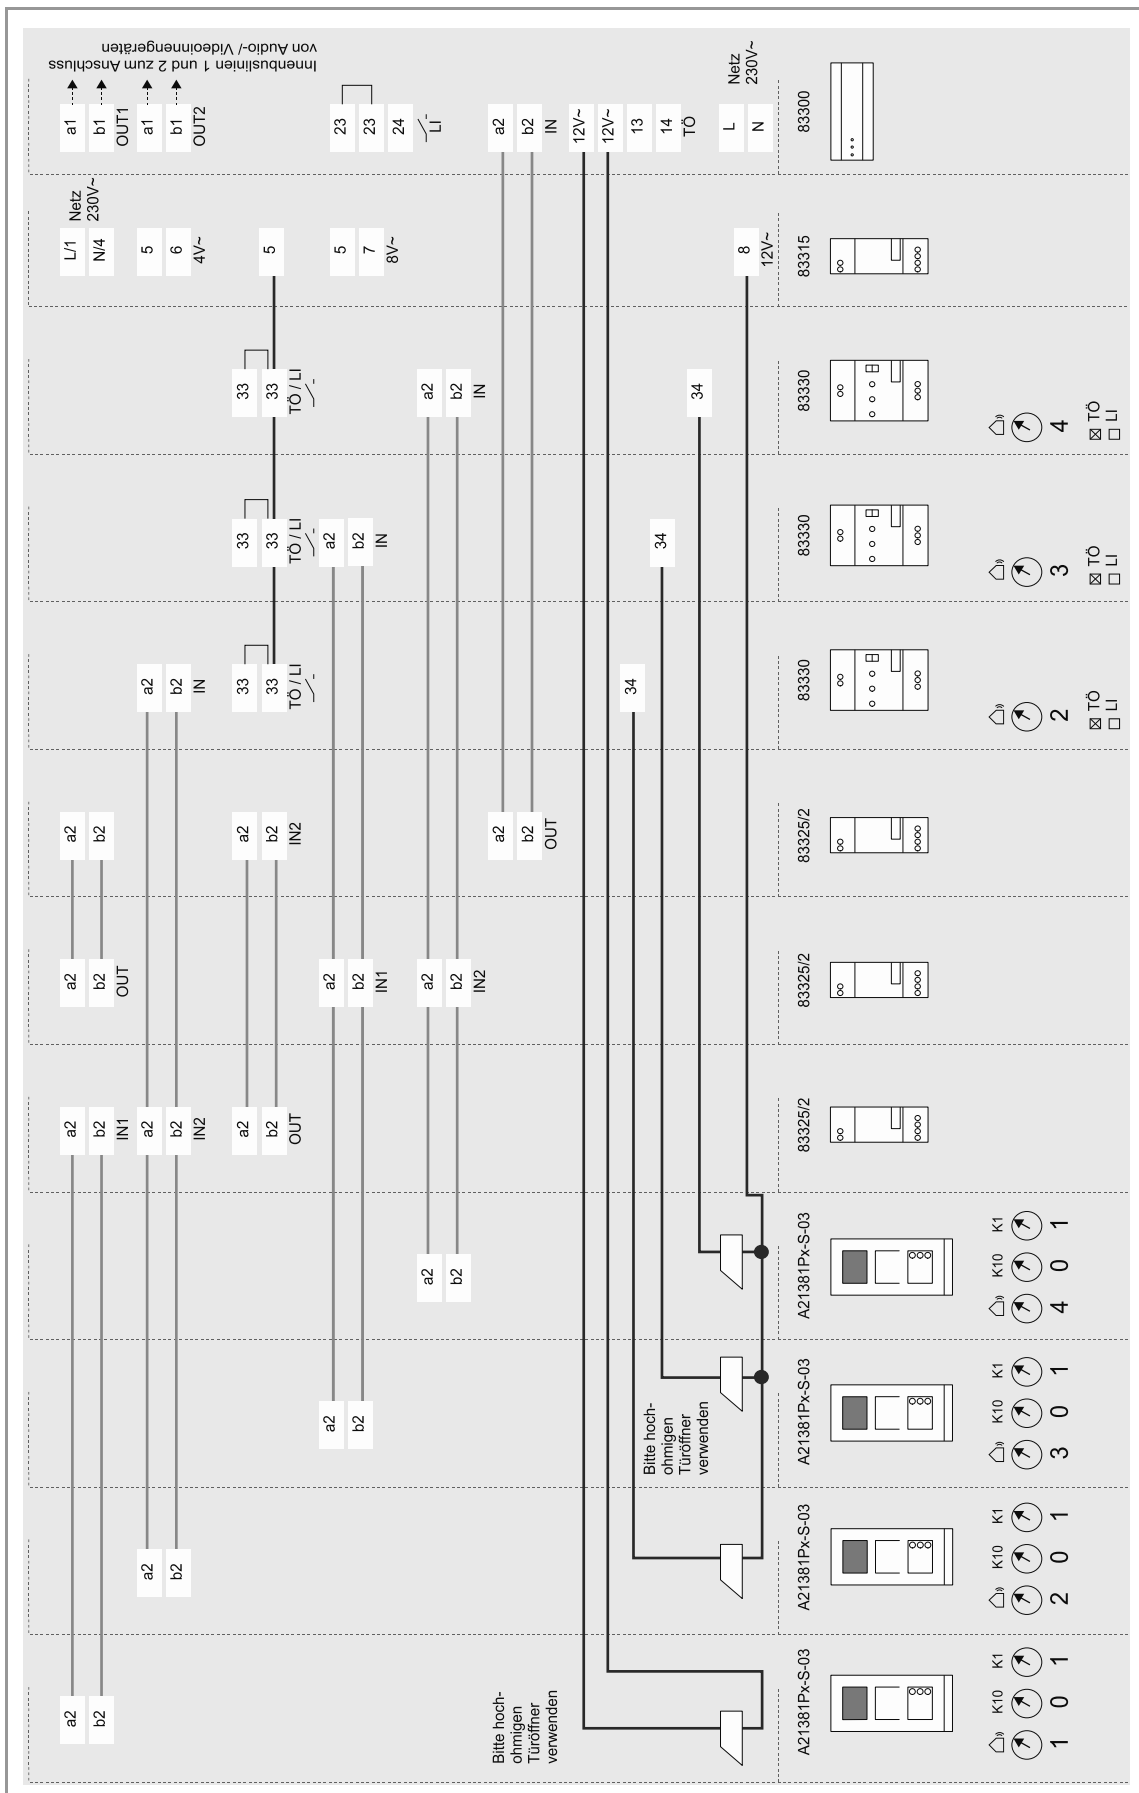 a2
b2
Bitte hoch-
ohmigen
Türöffner
verwenden
A21381Px-S-03
K10
K1
1
0
1
a2
b2
A21381Px-S-03
K10
K1
2
0
1
a2
b2
Bitte hoch-
ohmigen
Türöffner
verwenden
A21381Px-S-03
K10
K1
3
0
1
a2
b2
A21381Px-S-03
K10
K1
4
0
1
a2
b2
IN1
a2
b2
IN2
a2
b2
OUT
83325/2
a2
b2
OUT
a2
b2
IN1
a2
b2
IN2
83325/2
a2
b2
a2
b2
IN2
a2
b2
OUT
83325/2
a2
b2
IN
33
33
TÖ / LI
34
83330
2
TÖ
LI
33
33
TÖ / LI
a2
b2
IN
34
83330
3
TÖ
LI
33
33
TÖ / LI
a2
b2
IN
34
83330
4
TÖ
LI
L/1
N/4
Netz
230V~
5
6
4V~
5
5
7
8V~
8
12V~
83315
Innenbuslinien 1 und 2 zum Anschluss
von Audio-/ Videoinnengeräten
a1
b1
OUT1
a1
b1
OUT2
23
23
24
LI
a2
b2
IN
12V~
12V~
13
14
TÖ
L
N
Netz
230V~
83300